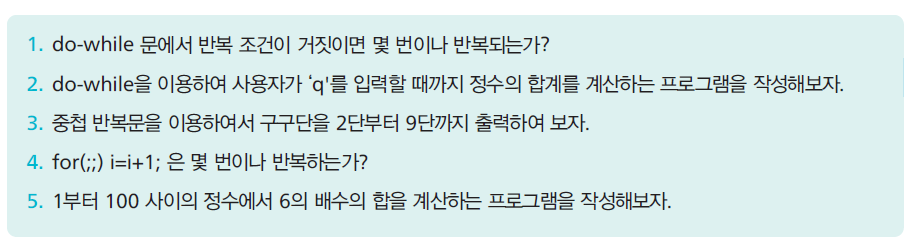 1. do-while 문에서 반복 조건이 거짓이면 몇 번이나 반복되는가?
2. do-while을 이용하여 사용자가 ‘q'를 입력할 때까지 정수의 합계를 계산하는 프로그램을 작성해보자.
3. 중첩 반복문을 이용하여서 구구단을 2단부터 9단까지 출력하여 보자.
4. for(;;) i=i+1; 은 몇 번이나 반복하는가?
5. 1부터 100 사이의 정수에서 6의 배수의 합을 계산하는 프로그램을 작성해보자.